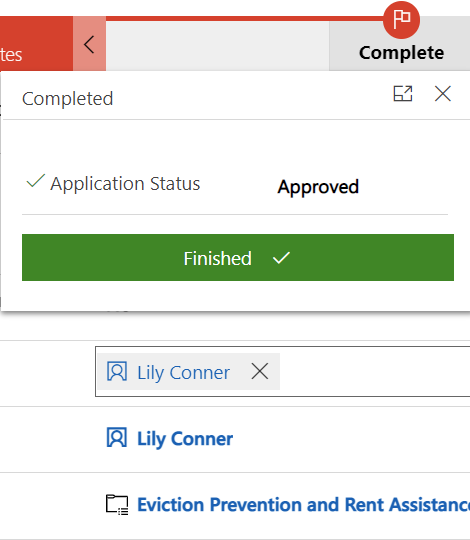 tes
Complete
Completed
Application Status Approved
Finished
Lily Conner
Lily Conner
Eviction Prevention and Rent Assistance